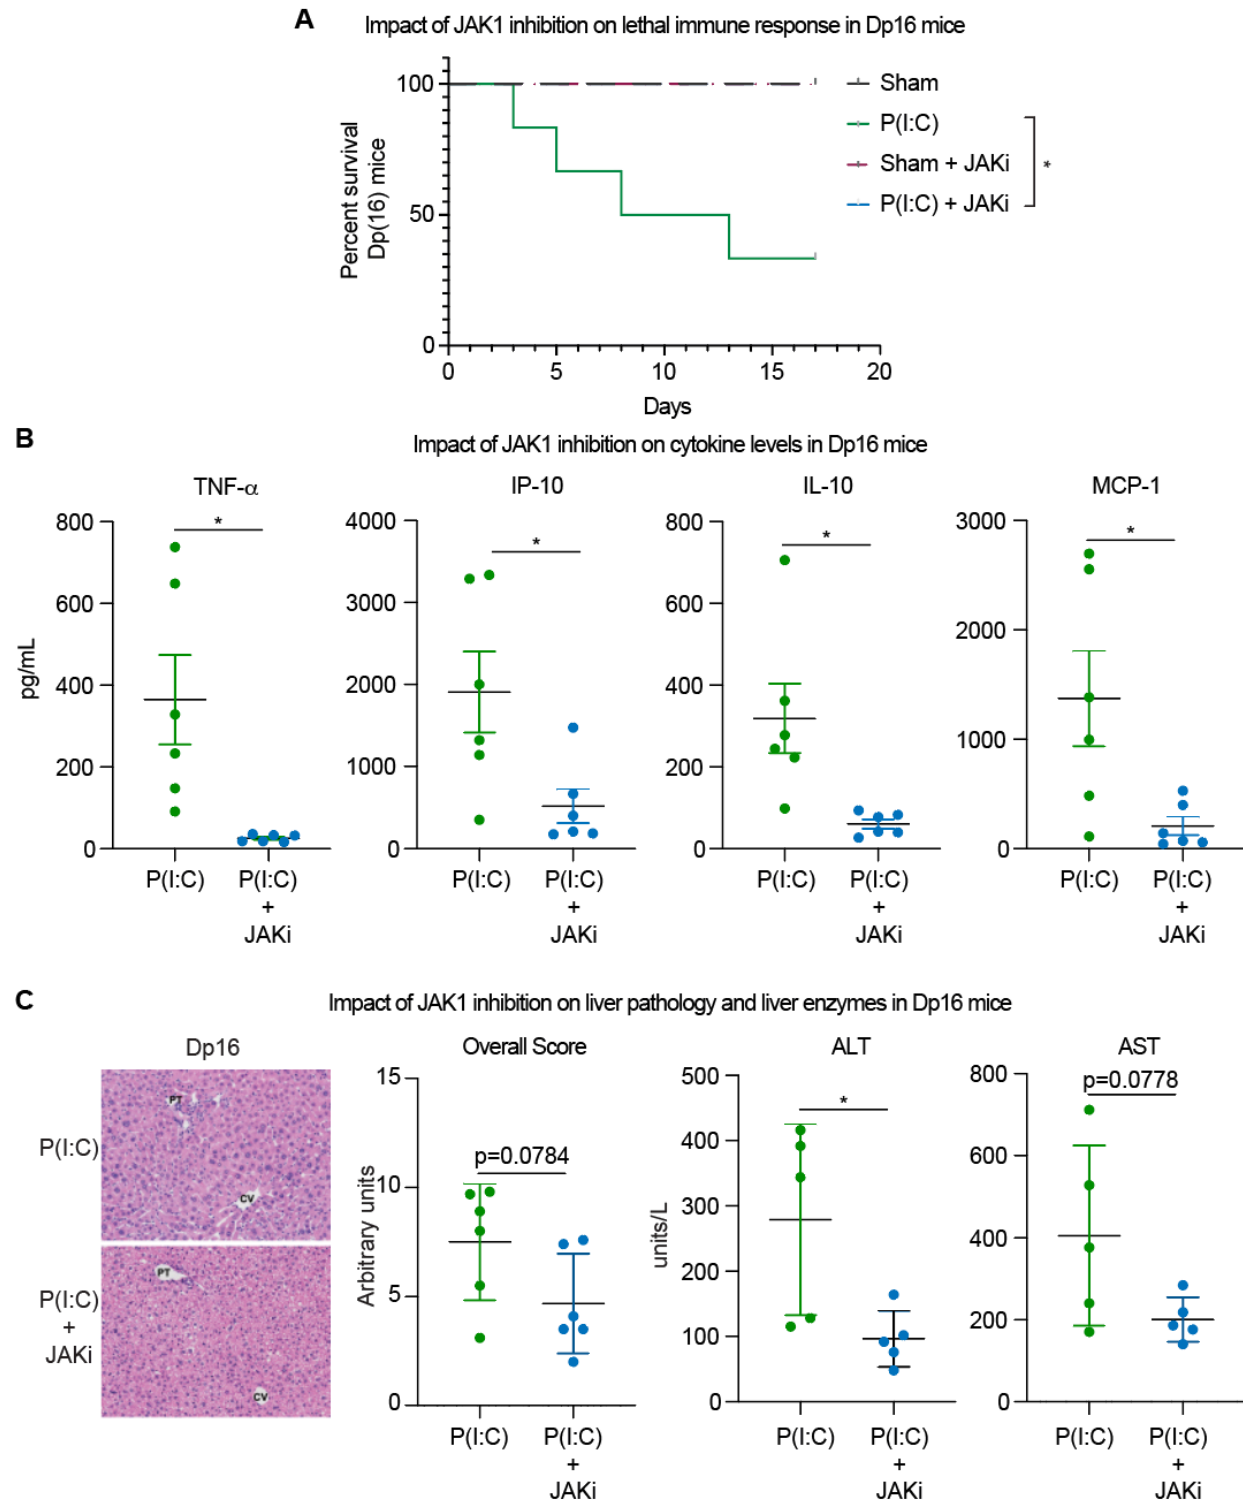 A
Impact of JAK1 inhibition on lethal immune response in Dp16 mice
Percent survival
Dp(16) mice
100
50
0
0 5 10 15 20
Days
Sham
P(I:C)
Sham + JAKi
P(I:C) + JAKi
*
B
Impact of JAK1 inhibition on cytokine levels in Dp16 mice
TNF-α
pg/mL
800
600
400
200
0
*
P(I:C) P(I:C)
+
JAKi
IP-10
4000
3000
2000
1000
0
*
P(I:C) P(I:C)
+
JAKi
IL-10
800
600
400
200
0
*
P(I:C) P(I:C)
+
JAKi
MCP-1
3000
2000
1000
0
*
P(I:C) P(I:C)
+
JAKi
C
Impact of JAK1 inhibition on liver pathology and liver enzymes in Dp16 mice
Dp16
P(I:C)
PT
CV
P(I:C)
+
JAKi
PT
CV
Overall Score
Arbitrary units
15
10
5
0
p=0.0784
P(I:C) P(I:C)
+
JAKi
ALT
units/L
500
400
300
200
100
0
*
P(I:C) P(I:C)
+
JAKi
AST
800
600
400
200
0
p=0.0778
P(I:C) P(I:C)
+
JAKi